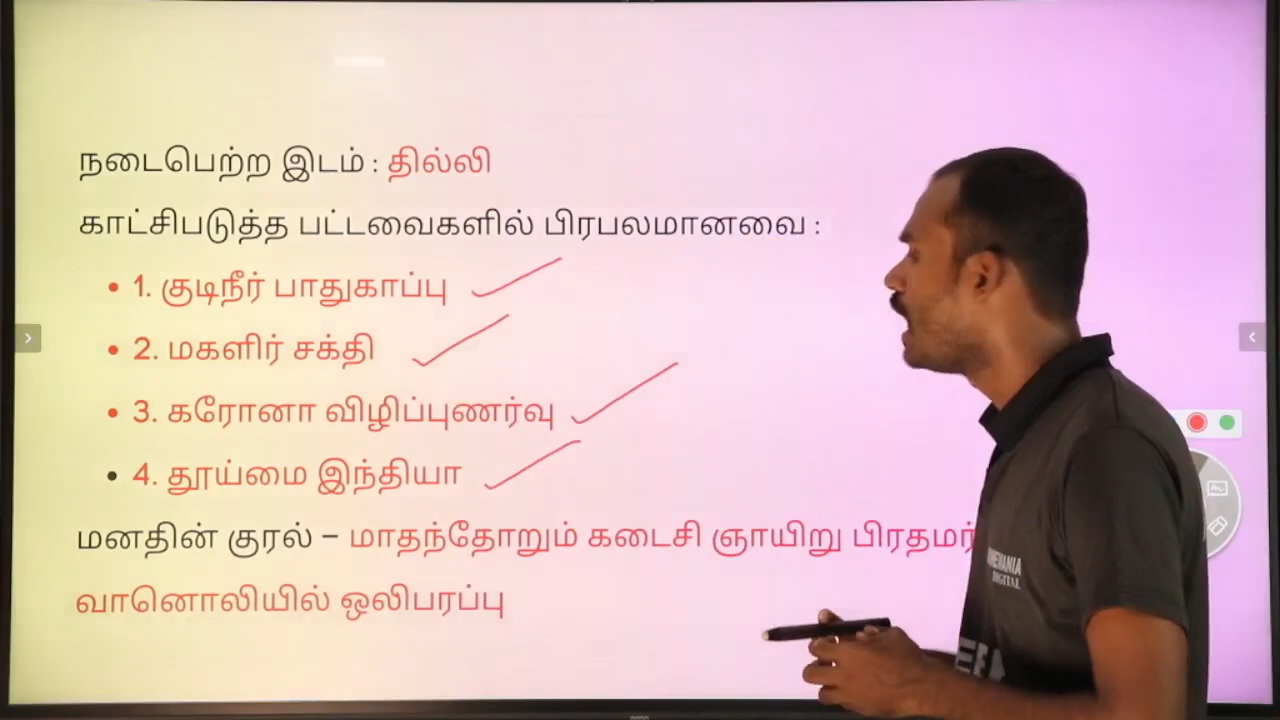 நடைபெற்ற இடம் : தில்லி
காட்சிபடுத்த பட்டவைகளில் பிரபலமானவை :
• 1. குடிநீர் பாதுகாப்பு
• 2. மகளிர் சக்தி
• 3. கரோனா விழிப்புணர்வு
• 4. தூய்மை இந்தியா
மனதின் குரல் – மாதந்தோறும் கடைசி ஞாயிறு பிரதமர்
வானொலியில் ஒலிபரப்பு
DIGITAL